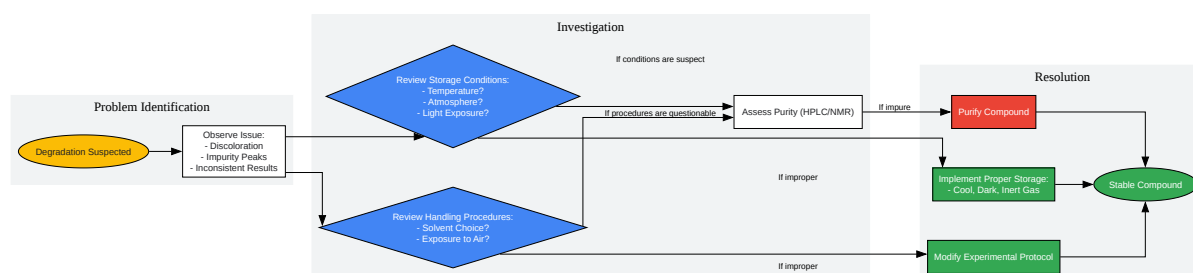 Problem Identification
Degradation Suspected
Observe Issue:
- Discoloration
- Impurity Peaks
- Inconsistent Results
Investigation
Review Storage Conditions:
- Temperature?
- Atmosphere?
- Light Exposure?
If conditions are suspect
If procedures are questionable
Assess Purity (HPLC/NMR)
If improper
Review Handling Procedures:
- Solvent Choice?
- Exposure to Air?
If improper
If impure
Resolution
Purify Compound
Implement Proper Storage:
- Cool, Dark, Inert Gas
Stable Compound
Modify Experimental Protocol